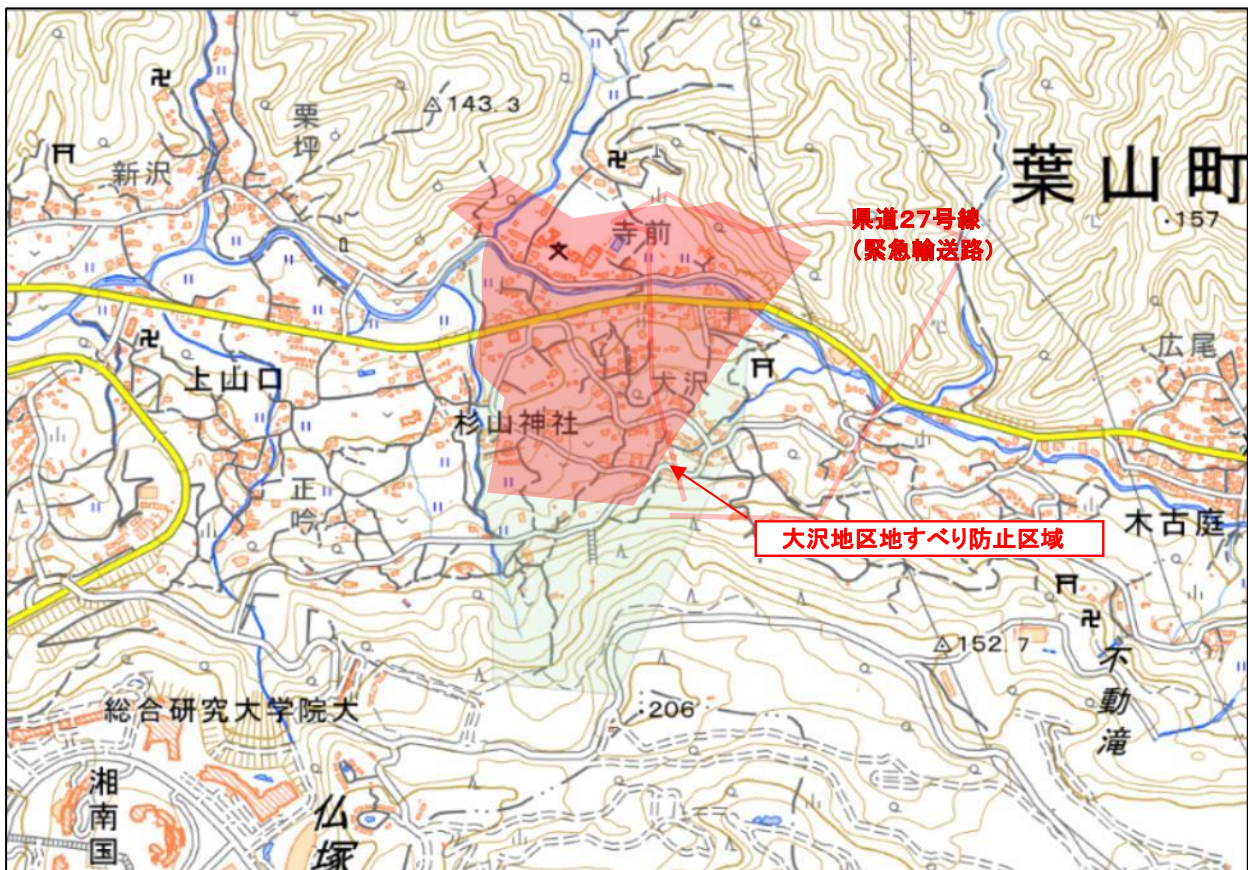 143.3
栗坪
新沢
葉山町
・157
県道27号線
(緊急輸送路)
寺前
広尾
上山口
大沢
杉山神社
正吟
大沢地区地すべり防止区域
木古庭
152.7
不動滝
206
総合研究大学院大
湘南国
仏塚